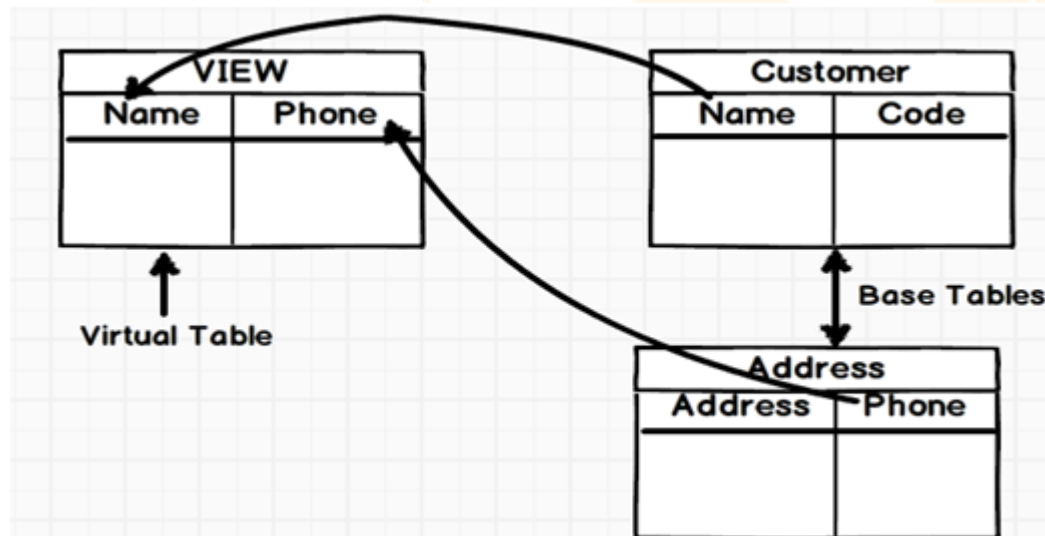 VIEW
Name Phone
Virtual Table
Customer
Name Code
Base Tables
Address
Address Phone